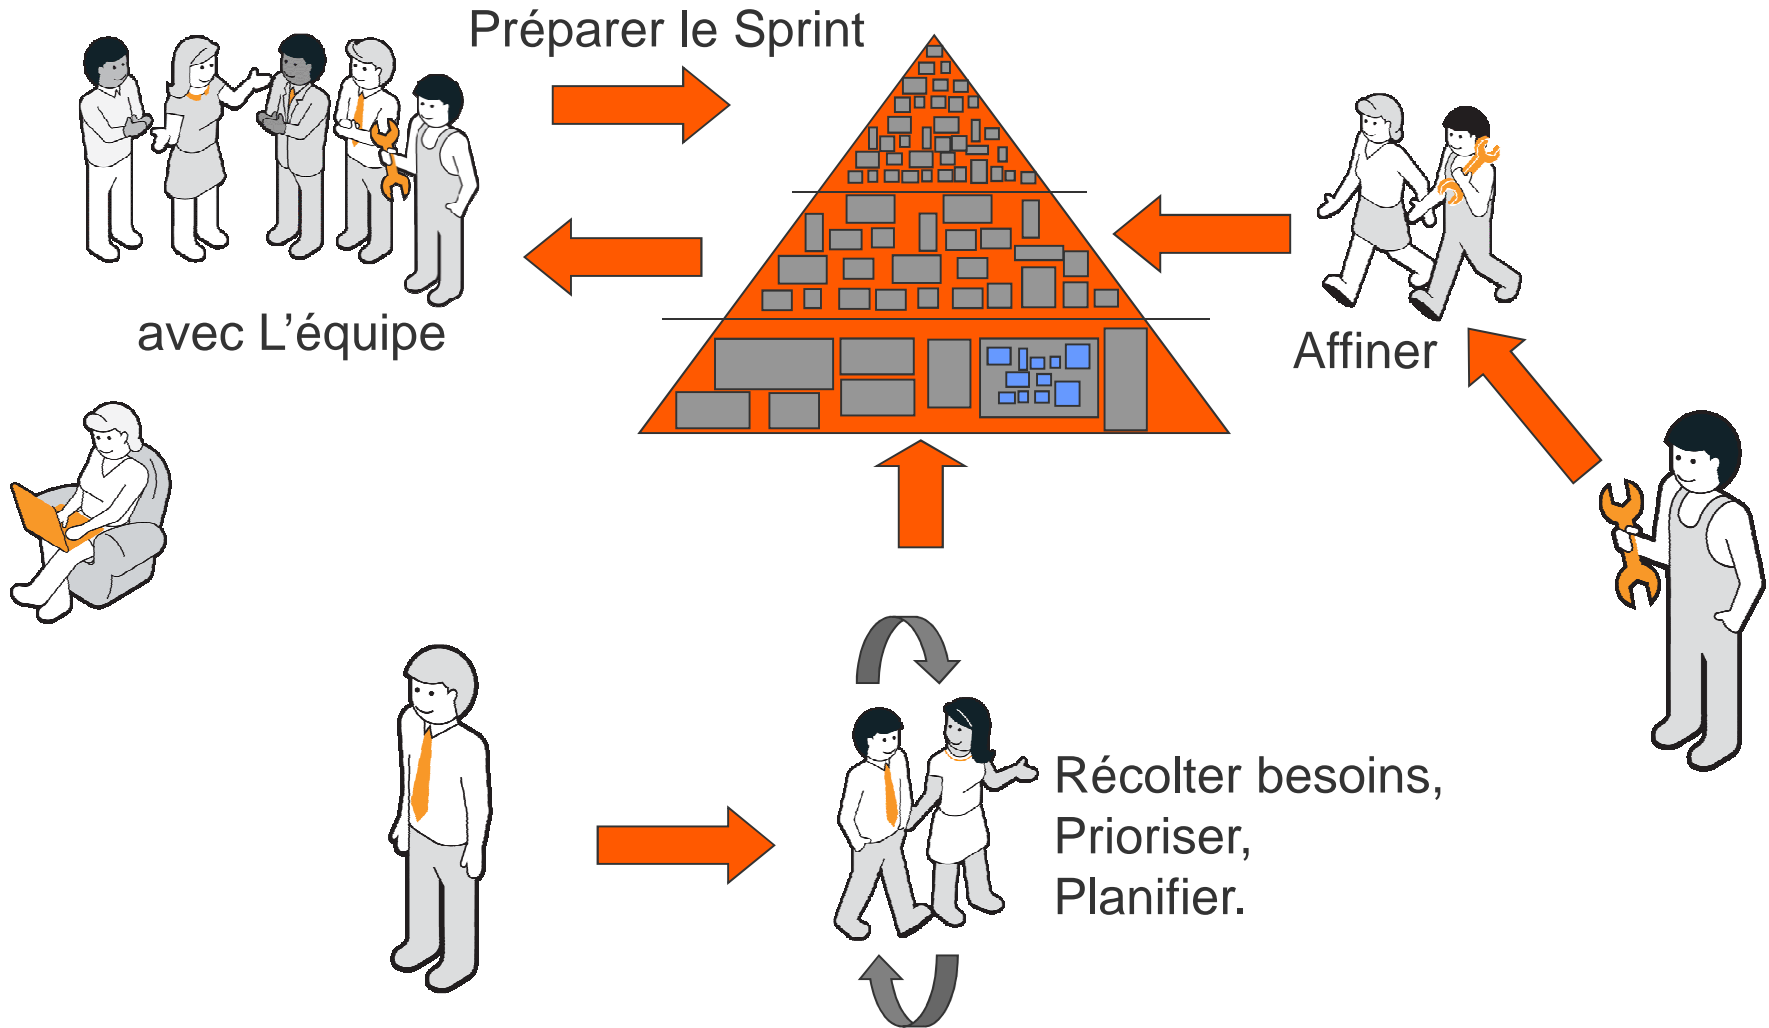 Préparer le Sprint
avec L’équipe
Affiner
Récolter besoins,
Prioriser,
Planifier.